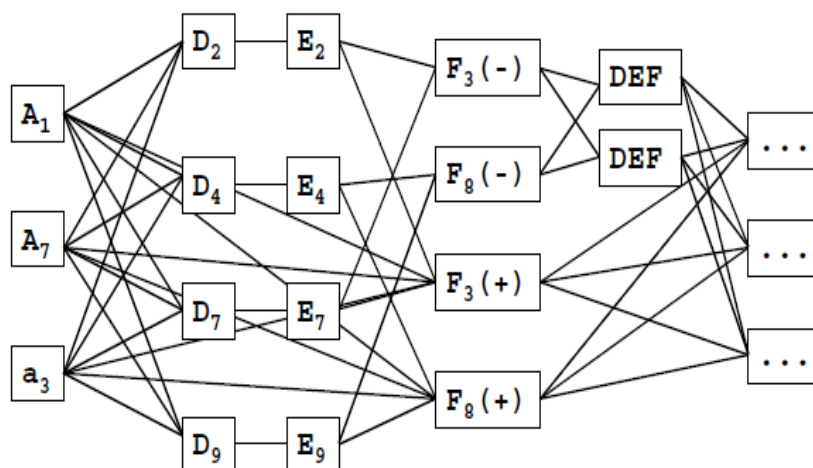 A₁
A₇
a₃
D₂
D₄
D₇
D₉
E₂
E₄
E₇
E₉
F₃(-)
F₈(-)
F₃(+)
F₈(+)
DEF
DEF
...
...
...